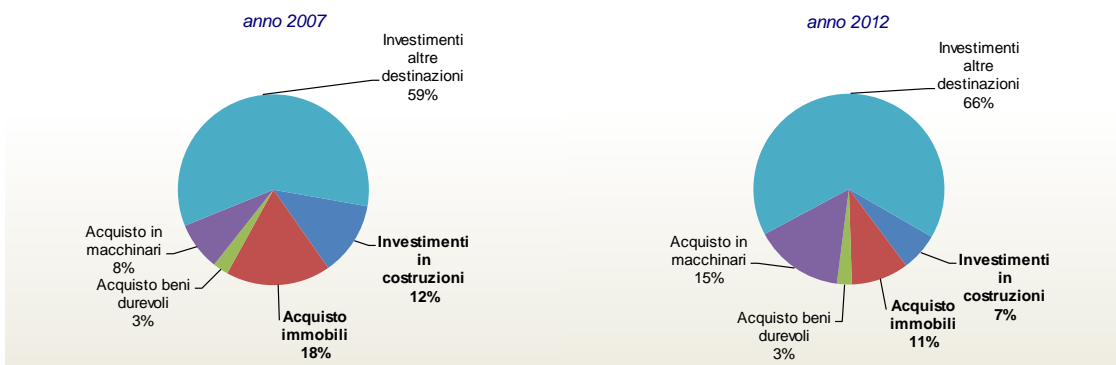 anno 2007
Investimenti
altre
destinazioni
59%
Acquisto in
macchinari
8%
Acquisto beni
durevoli
3%
Acquisto
immobili
18%
Investimenti
in
costruzioni
12%
anno 2012
Investimenti
altre
destinazioni
66%
Acquisto in
macchinari
15%
Acquisto beni
durevoli
3%
Acquisto
immobili
11%
Investimenti
in
costruzioni
7%